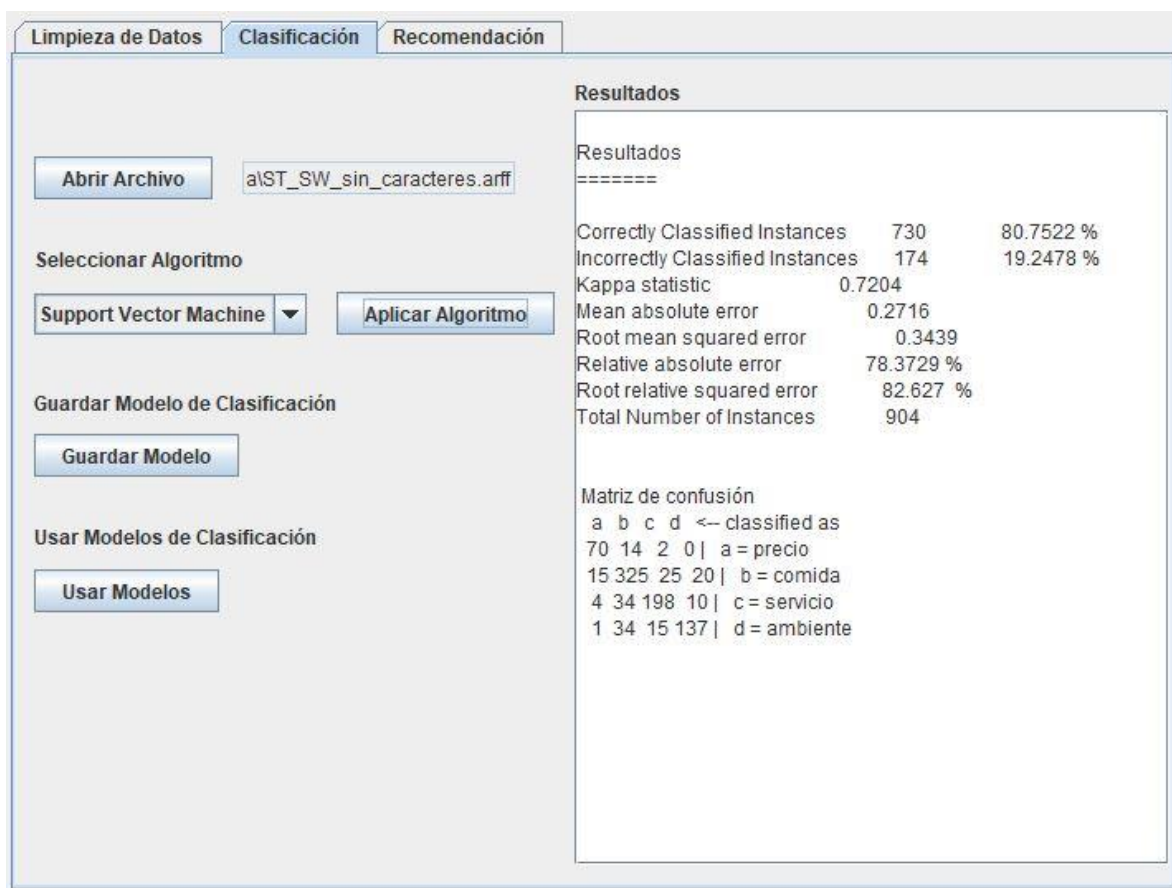 Limpieza de Datos Clasificación Recomendación
Abrir Archivo a\ST_SW_sin_caracteres.arff
Seleccionar Algoritmo
Support Vector Machine Aplicar Algoritmo
Guardar Modelo de Clasificación
Guardar Modelo
Usar Modelos de Clasificación
Usar Modelos
Resultados
Resultados
=======
Correctly Classified Instances 730 80.7522 %
Incorrectly Classified Instances 174 19.2478 %
Kappa statistic 0.7204
Mean absolute error 0.2716
Root mean squared error 0.3439
Relative absolute error 78.3729 %
Root relative squared error 82.627 %
Total Number of Instances 904
Matriz de confusión
a b c d <-- classified as
70 14 2 0 | a = precio
15 325 25 20 | b = comida
4 34 198 10 | c = servicio
1 34 15 137 | d = ambiente